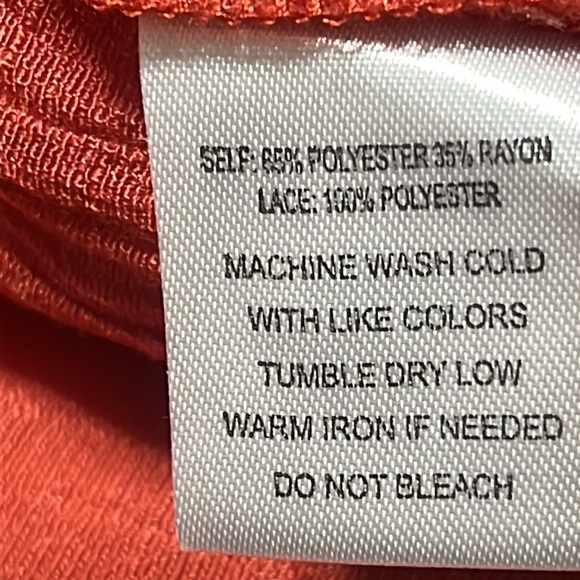 SELF: 65% POLYESTER 35% RAYON
LACE: 100% POLYESTER
MACHINE WASH COLD
WITH LIKE COLORS
TUMBLE DRY LOW
WARM IRON IF NEEDED
DO NOT BLEACH